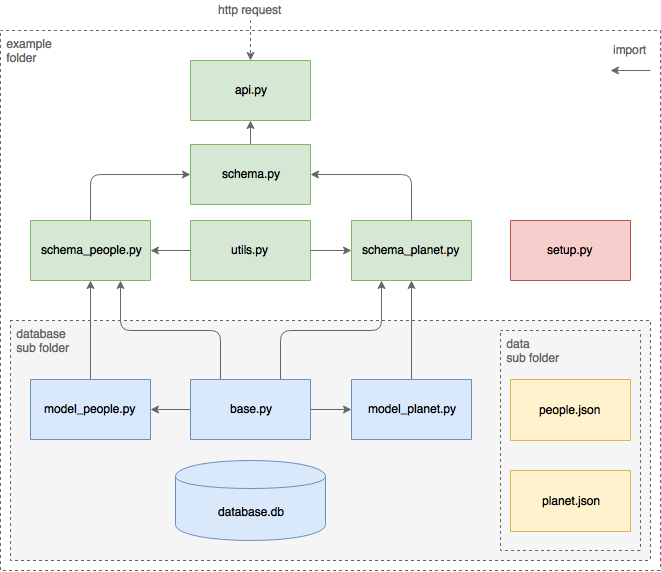 http request
example
folder
import
api.py
schema.py
schema_people.py
utils.py
schema_planet.py
setup.py
database
sub folder
data
sub folder
model_people.py
base.py
model_planet.py
people.json
database.db
planet.json